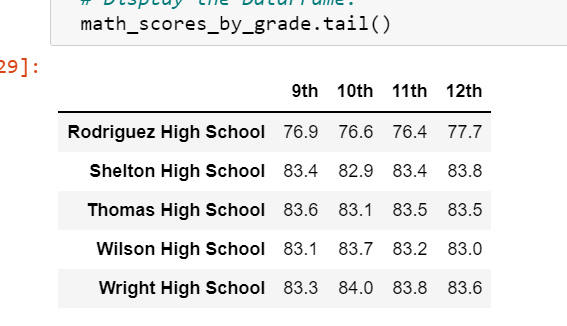 # Display the DataFrame.
math_scores_by_grade.tail()
29]:
9th 10th 11th 12th
Rodriguez High School 76.9 76.6 76.4 77.7
Shelton High School 83.4 82.9 83.4 83.8
Thomas High School 83.6 83.1 83.5 83.5
Wilson High School 83.1 83.7 83.2 83.0
Wright High School 83.3 84.0 83.8 83.6